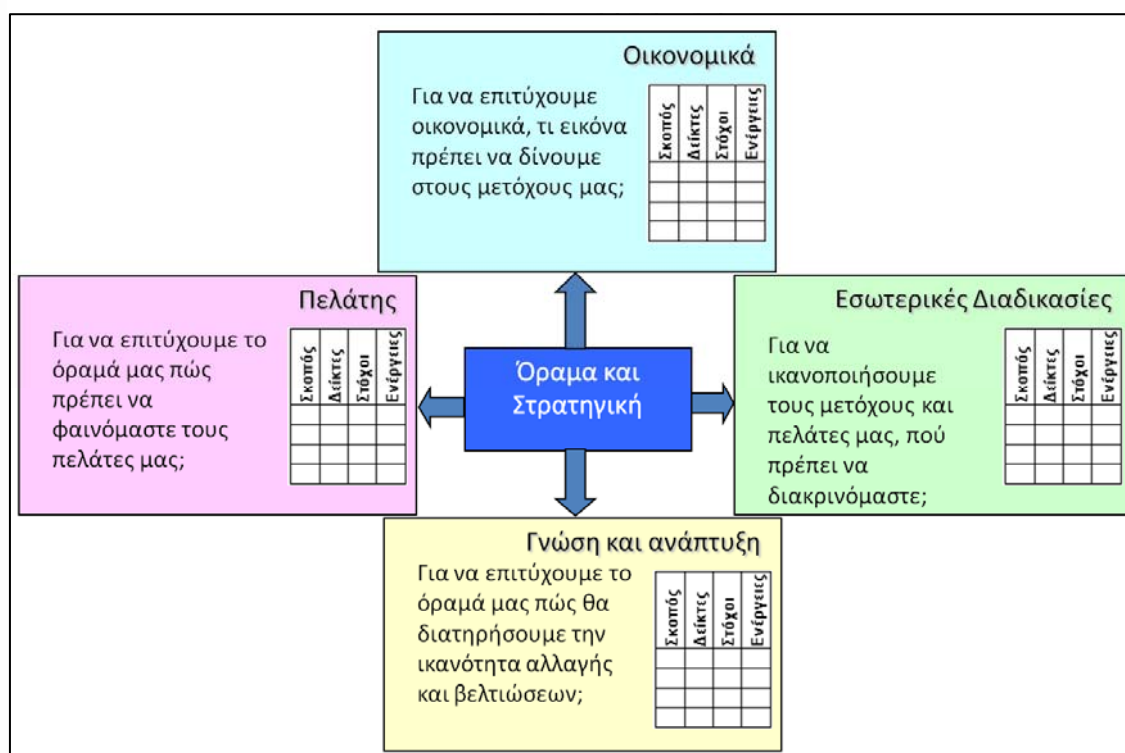 Οικονομικά
Για να επιτύχουμε
οικονομικά, τι εικόνα
πρέπει να δίνουμε
στους μετόχους μας;
Σκοπός
Δείκτες
Στόχοι
Ενέργειες
Πελάτης
Για να επιτύχουμε το
όραμά μας πώς
πρέπει να
φαινόμαστε τους
πελάτες μας;
Σκοπός
Δείκτες
Στόχοι
Ενέργειες
Όραμα και
Στρατηγική
Εσωτερικές Διαδικασίες
Για να
ικανοποιήσουμε
τους μετόχους και
πελάτες μας, πού
πρέπει να
διακρινόμαστε;
Σκοπός
Δείκτες
Στόχοι
Ενέργειες
Γνώση και ανάπτυξη
Για να επιτύχουμε το
όραμά μας πώς θα
διατηρήσουμε την
ικανότητα αλλαγής
και βελτιώσεων;
Σκοπός
Δείκτες
Στόχοι
Ενέργειες